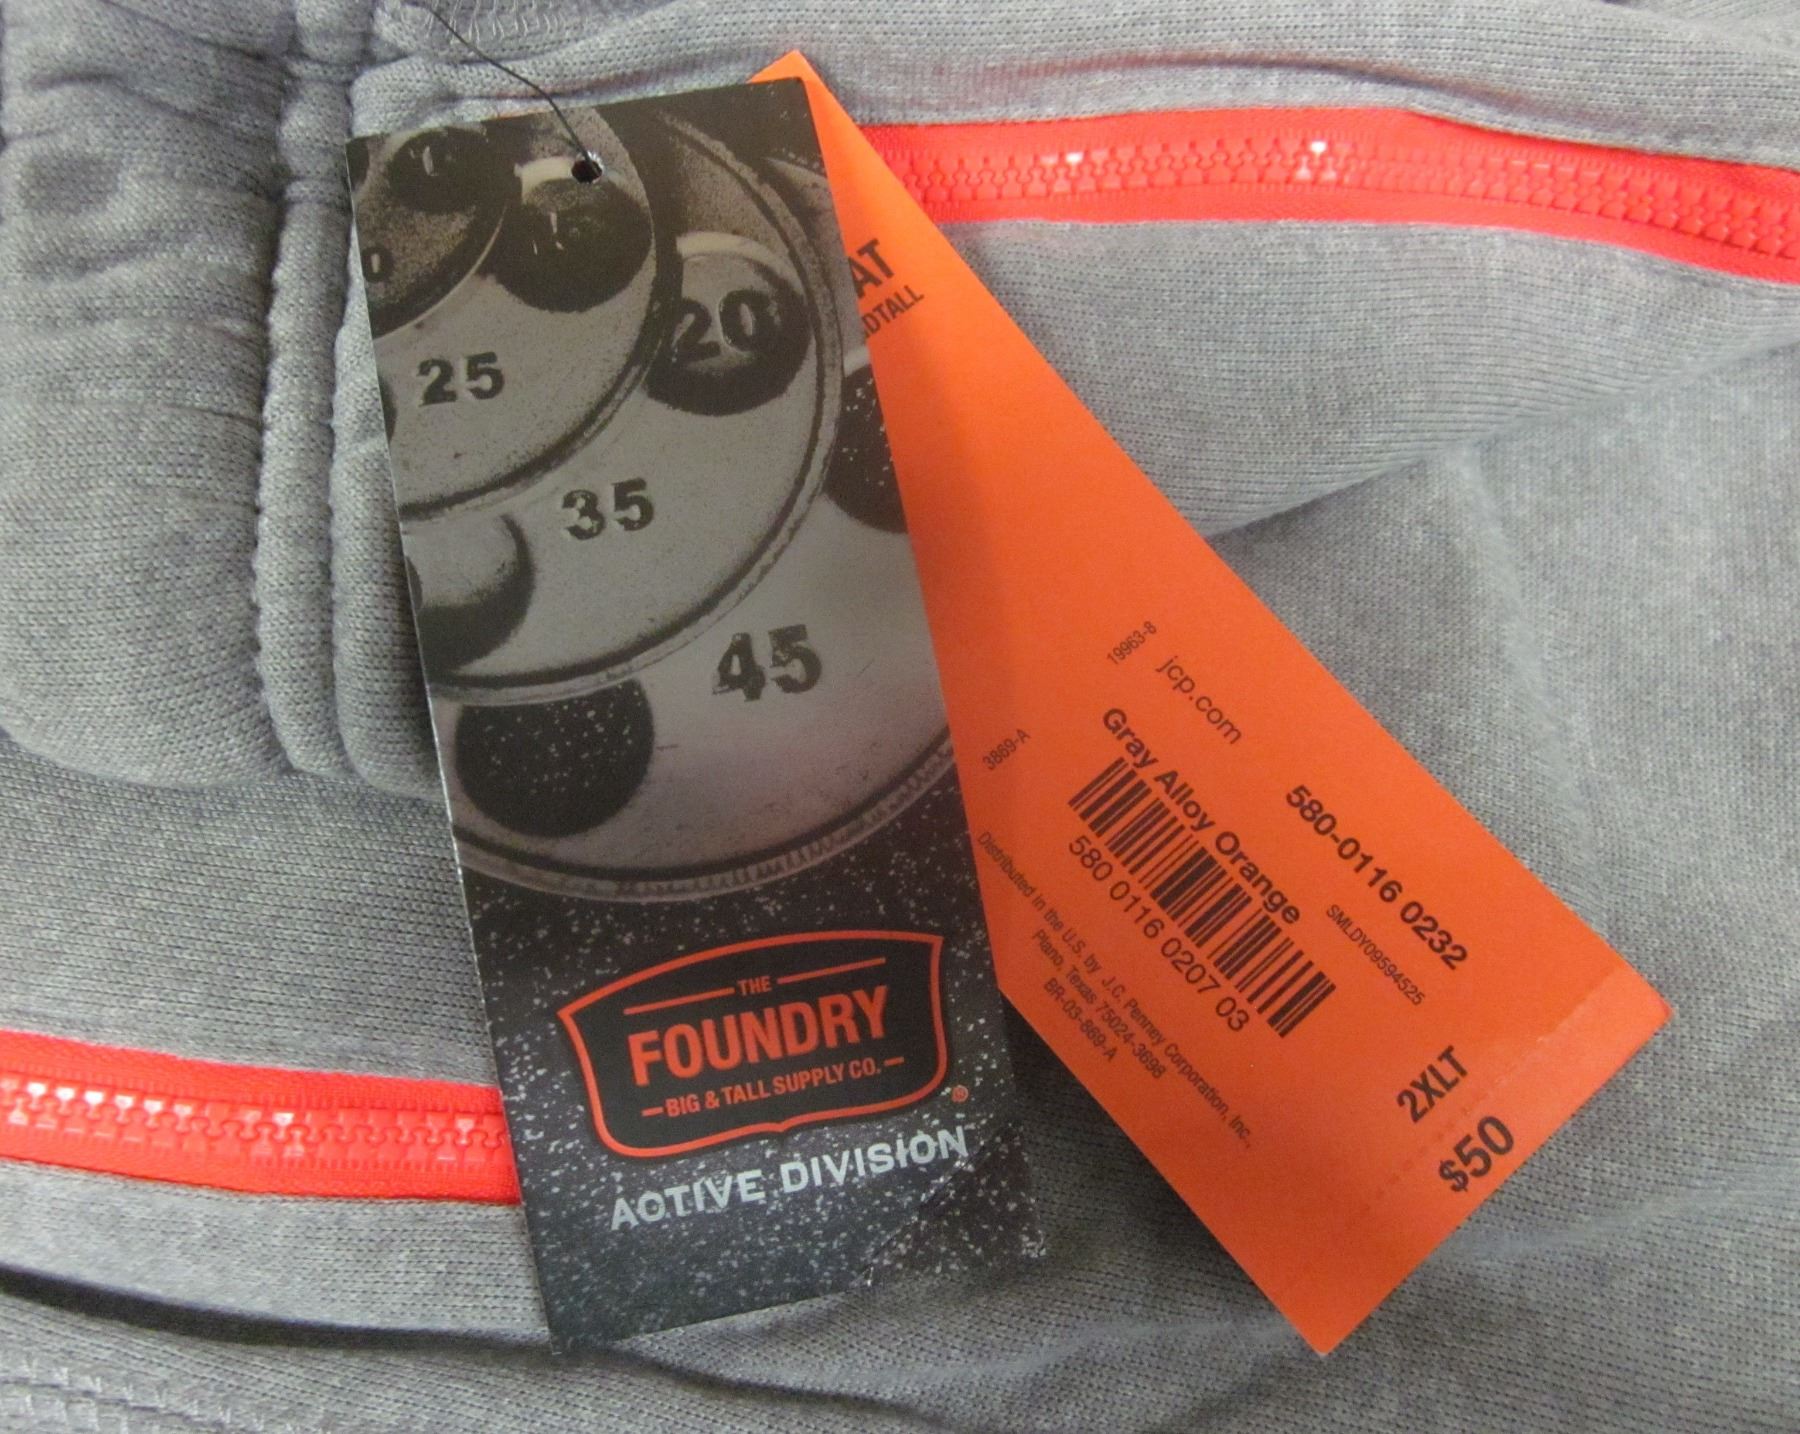 25
20
35
45
THE
FOUNDRY
BIG & TALL SUPPLY CO.
®
ACTIVE DIVISION
19963-8
jcp.com
3869-A
Gray Alloy Orange
580-0116 0232
580 0116 0207 03
SMLDY09594525
Distributed in the U.S. by J.C. Penney Corporation, Inc.
Plano, Texas 75024-3698
BR-03-869-A
2XLT
$50